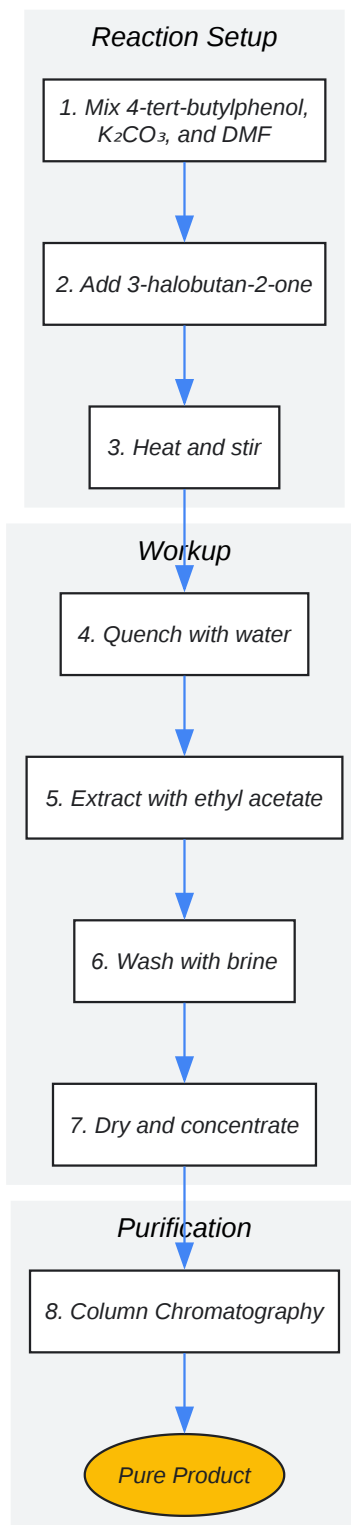 Reaction Setup
1. Mix 4-tert-butylphenol,
K₂CO₃, and DMF
2. Add 3-halobutan-2-one
3. Heat and stir
Workup
4. Quench with water
5. Extract with ethyl acetate
6. Wash with brine
7. Dry and concentrate
Purification
8. Column Chromatography
Pure Product